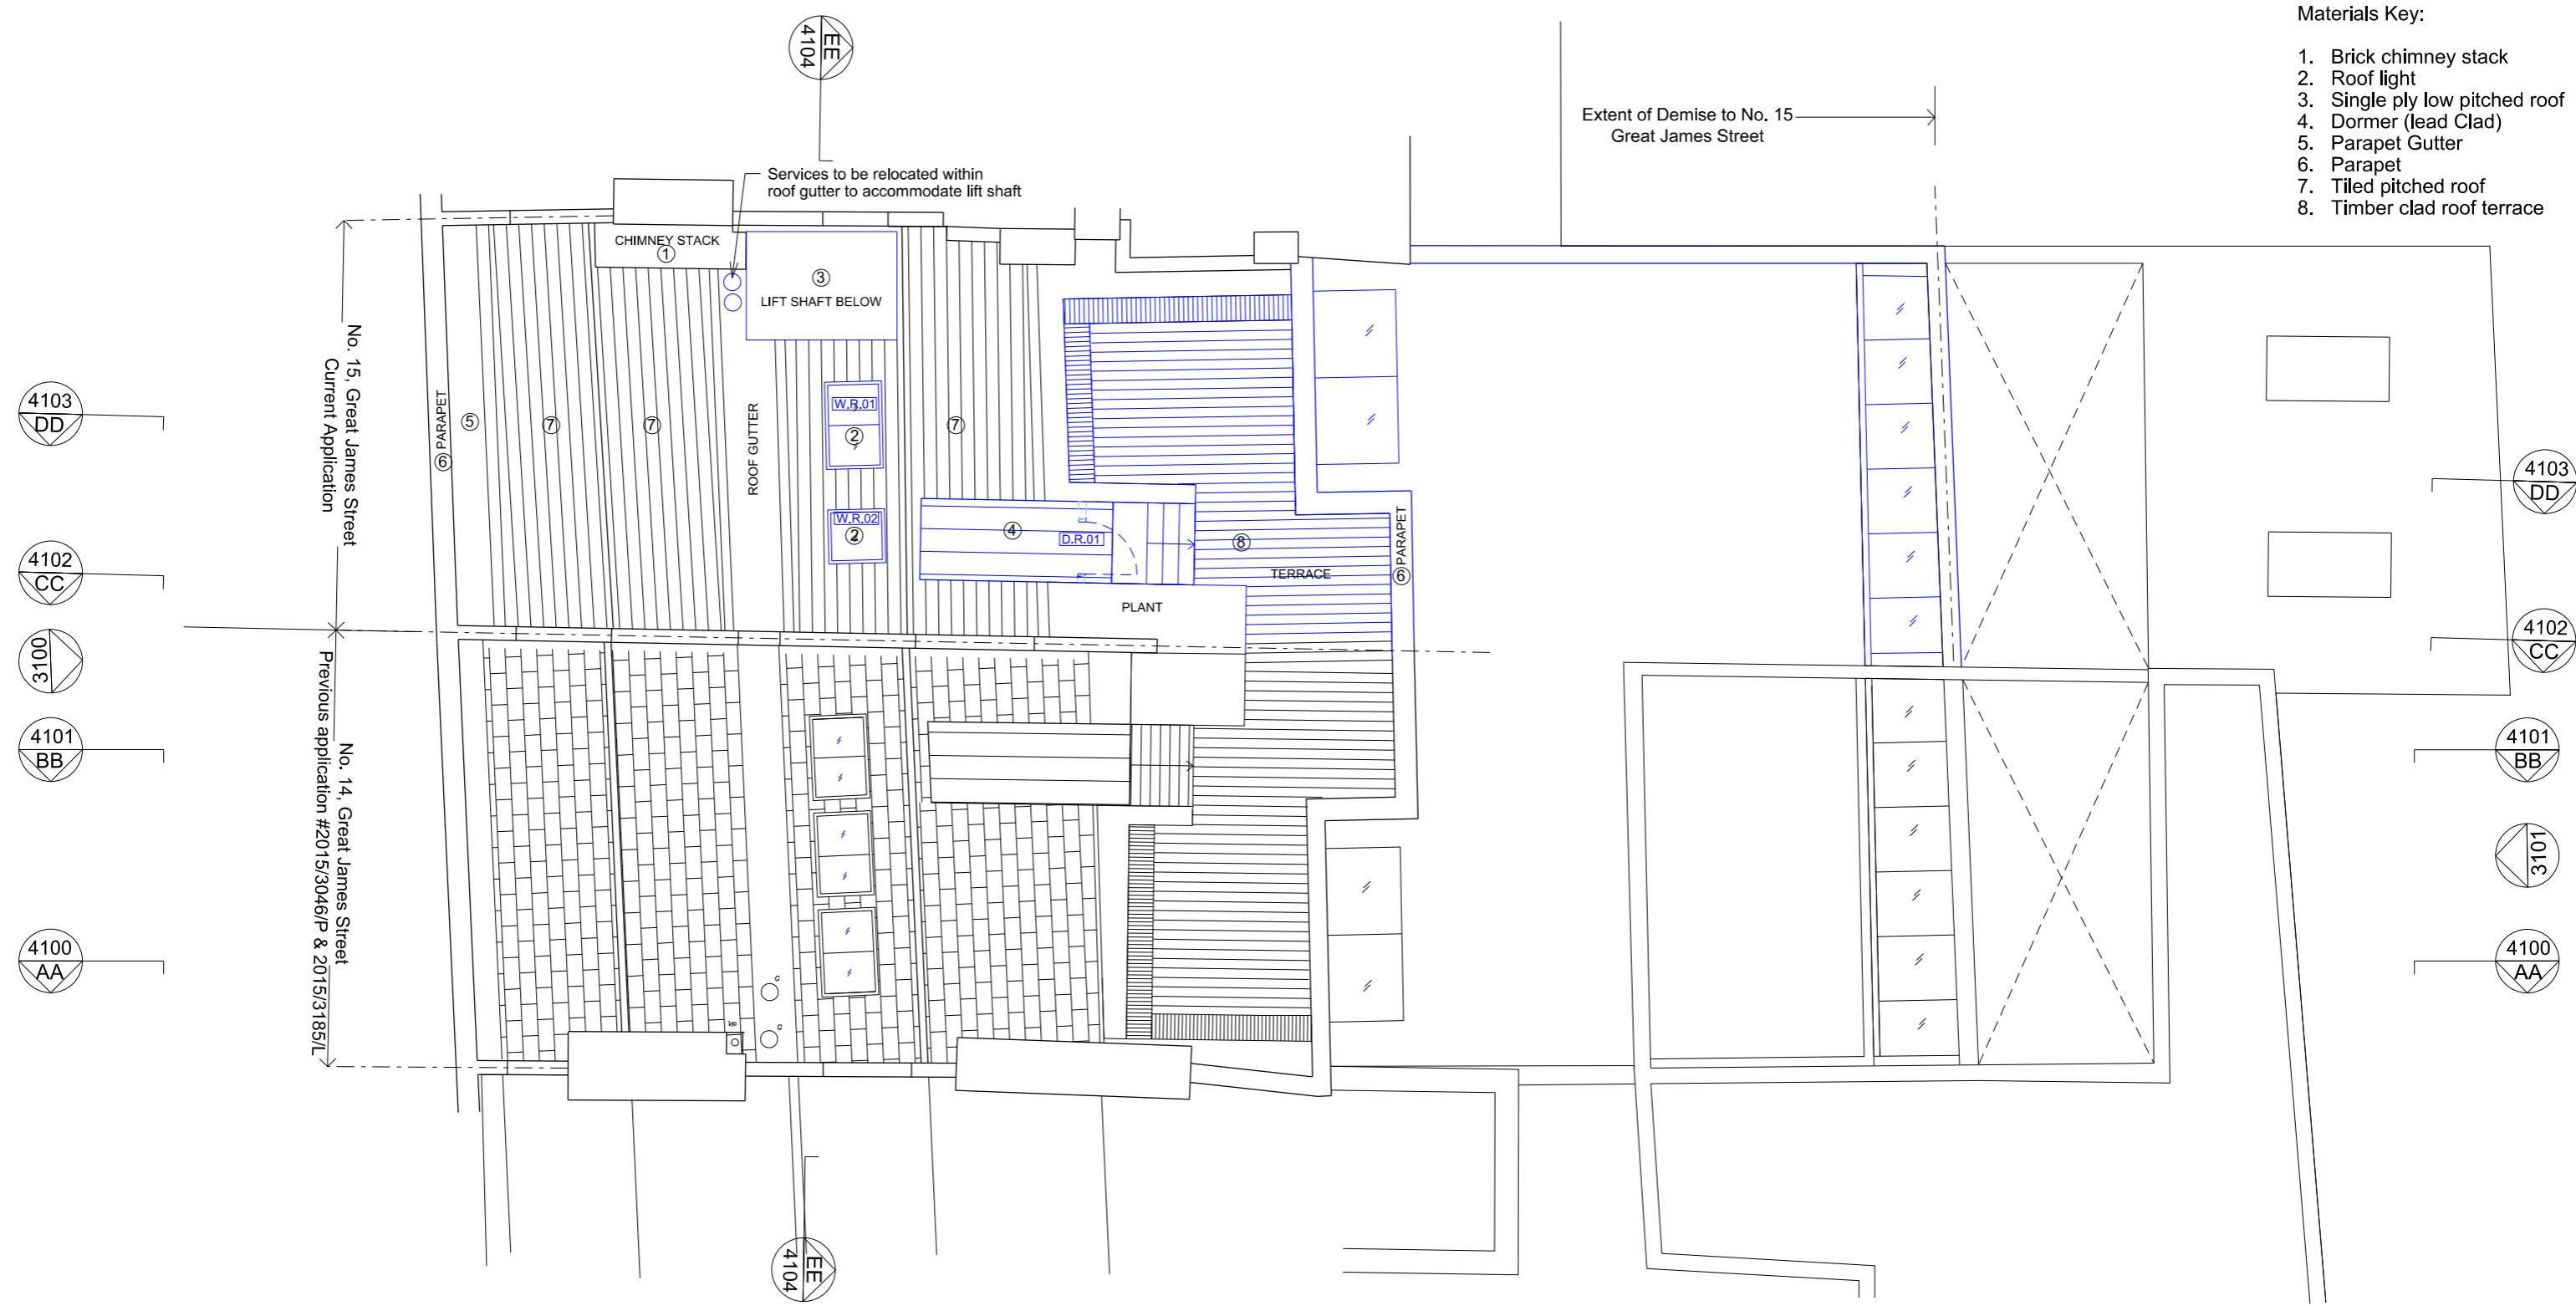 Materials Key:
1. Brick chimney stack
2. Roof light
3. Single ply low pitched roof
4. Dormer (lead Clad)
5. Parapet Gutter
6. Parapet
7. Tiled pitched roof
8. Timber clad roof terrace
EE
4104
Extent of Demise to No. 15
Great James Street
Services to be relocated within
roof gutter to accommodate lift shaft
CHIMNEY STACK
1
3
LIFT SHAFT BELOW
No. 15, Great James Street
Current Application
4103
DD
PARAPET
6
5
7
7
ROOF GUTTER
W.R.01
2
7
W.R.02
2
4
D.R.01
8
TERRACE
PARAPET
6
PLANT
4103
DD
4102
CC
4102
CC
3100
No. 14, Great James Street
Previous application #2015/3046/P & 2015/3185/L
4101
BB
4101
BB
3101
4100
AA
4100
AA
G
G
EE
4104